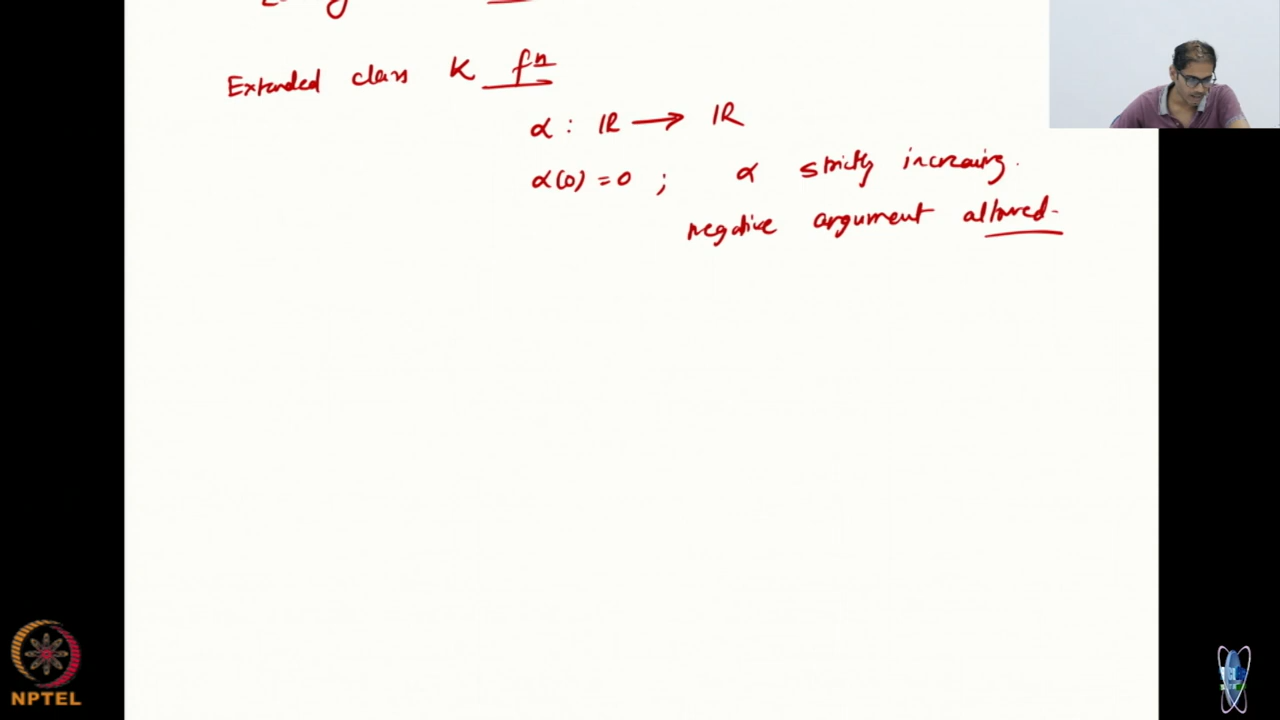 Extended class K fn
α : ℝ ⟶ ℝ
α(0) = 0 ; α strictly increasing.
negative argument allowed.
NPTEL